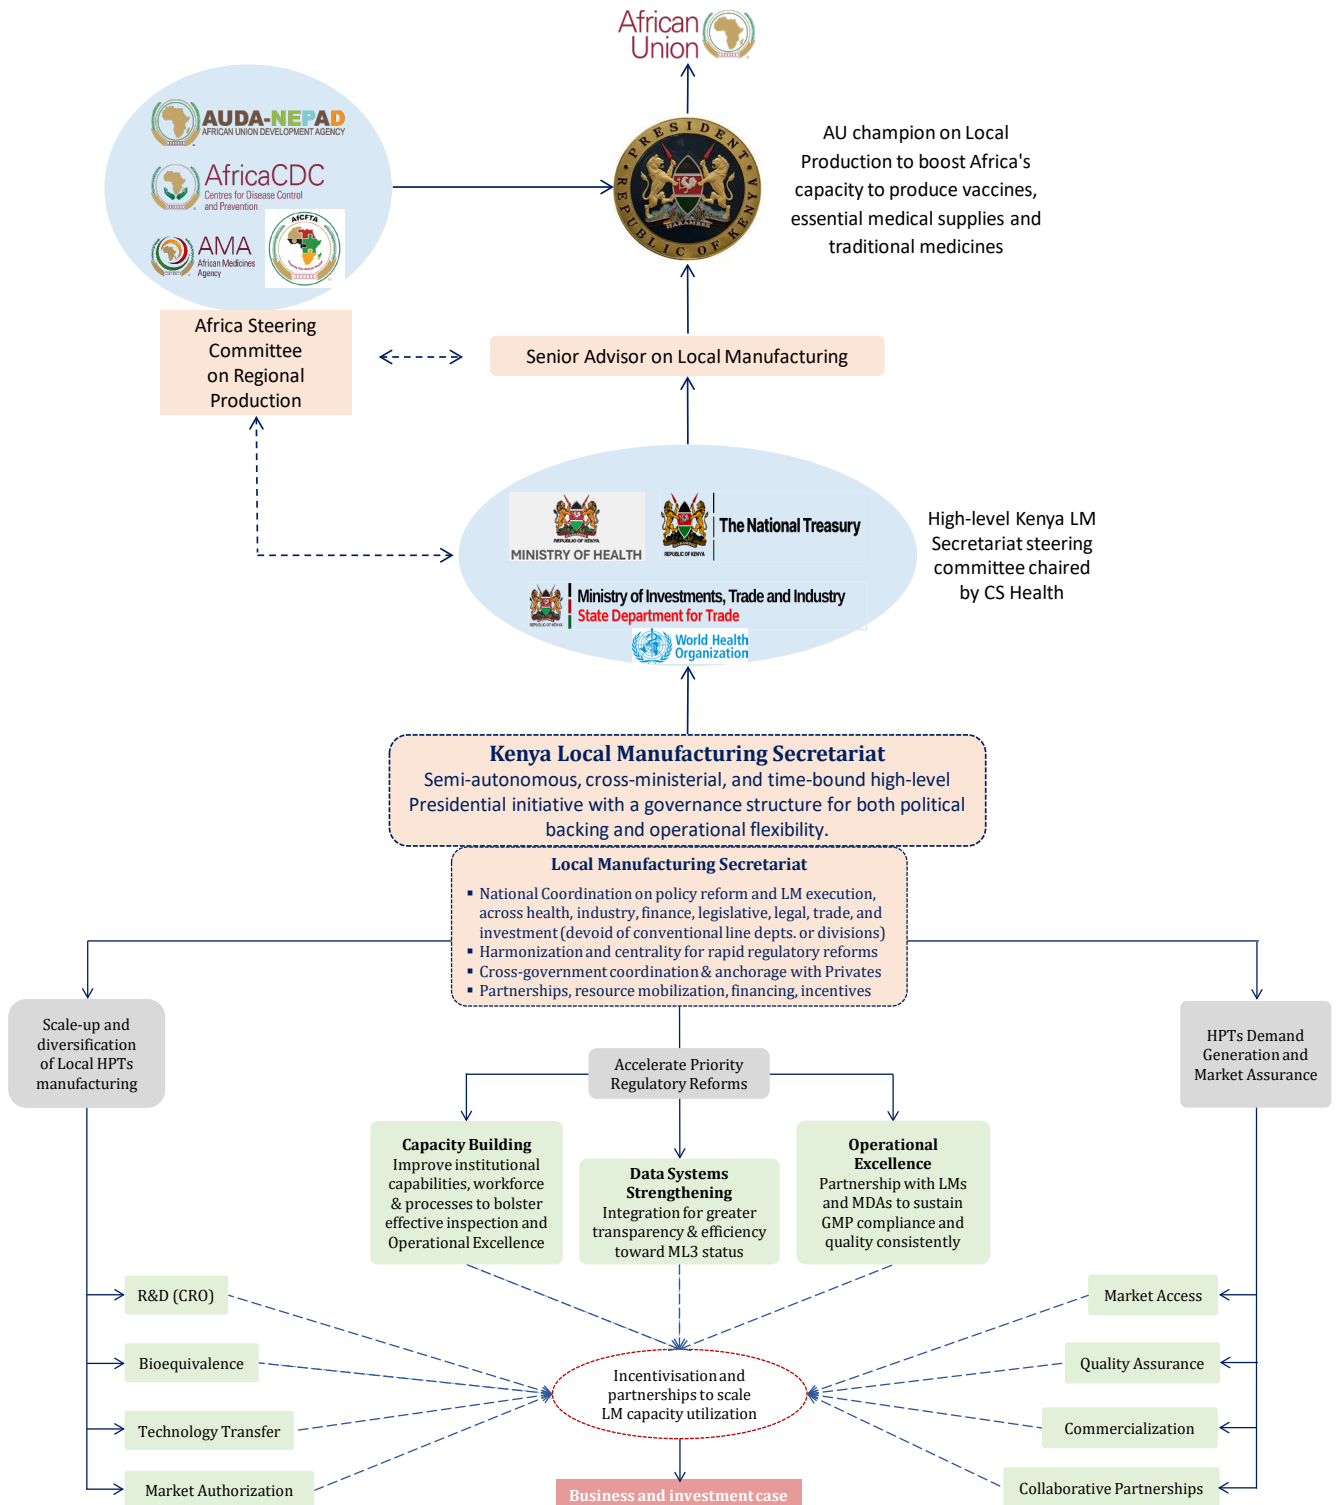 African
Union
AUDA-NEPAD
AFRICAN UNION DEVELOPMENT AGENCY
AfricaCDC
Centres for Disease Control
and Prevention
AMA
African Medicines
Agency
AfCFTA
PRESIDENT
REPUBLIC OF KENYA
HARAMBEE
AU champion on Local
Production to boost Africa's
capacity to produce vaccines,
essential medical supplies and
traditional medicines
Africa Steering
Committee
on Regional
Production
Senior Advisor on Local Manufacturing
REPUBLIC OF KENYA
MINISTRY OF HEALTH
REPUBLIC OF KENYA
The National Treasury
REPUBLIC OF KENYA
Ministry of Investments, Trade and Industry
State Department for Trade
World Health
Organization
High-level Kenya LM
Secretariat steering
committee chaired
by CS Health
Kenya Local Manufacturing Secretariat
Semi-autonomous, cross-ministerial, and time-bound high-level
Presidential initiative with a governance structure for both political
backing and operational flexibility.
Local Manufacturing Secretariat
▪ National Coordination on policy reform and LM execution,
across health, industry, finance, legislative, legal, trade, and
investment (devoid of conventional line depts. or divisions)
▪ Harmonization and centrality for rapid regulatory reforms
▪ Cross-government coordination & anchorage with Privates
▪ Partnerships, resource mobilization, financing, incentives
Scale-up and
diversification
of Local HPTs
manufacturing
Accelerate Priority
Regulatory Reforms
HPTs Demand
Generation and
Market Assurance
Capacity Building
Improve institutional
capabilities, workforce
& processes to bolster
effective inspection and
Operational Excellence
Data Systems
Strengthening
Integration for greater
transparency & efficiency
toward ML3 status
Operational
Excellence
Partnership with LMs
and MDAs to sustain
GMP compliance and
quality consistently
R&D (CRO)
Bioequivalence
Technology Transfer
Market Authorization
Incentivisation and
partnerships to scale
LM capacity utilization
Market Access
Quality Assurance
Commercialization
Collaborative Partnerships
Business and investment case